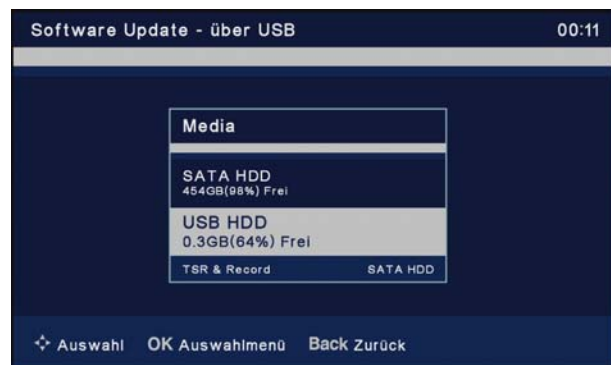 Software Update - über USB 00:11
Media
SATA HDD
454GB(98%) Frei
USB HDD
0.3GB(64%) Frei
TSR & Record SATA HDD
Auswahl OK Auswahlmenü Back Zurück